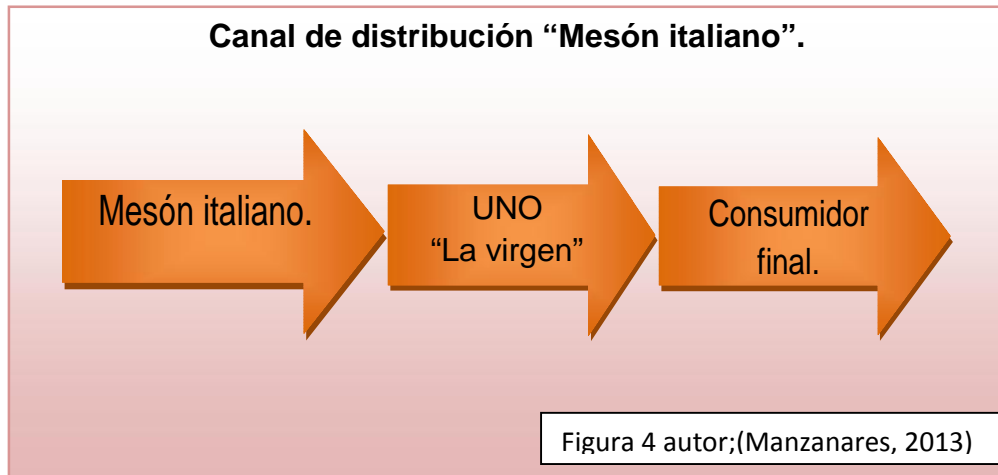 Canal de distribución “Mesón italiano”.
Mesón italiano.
UNO
“La virgen”
Consumidor
final.
Figura 4 autor;(Manzanares, 2013)